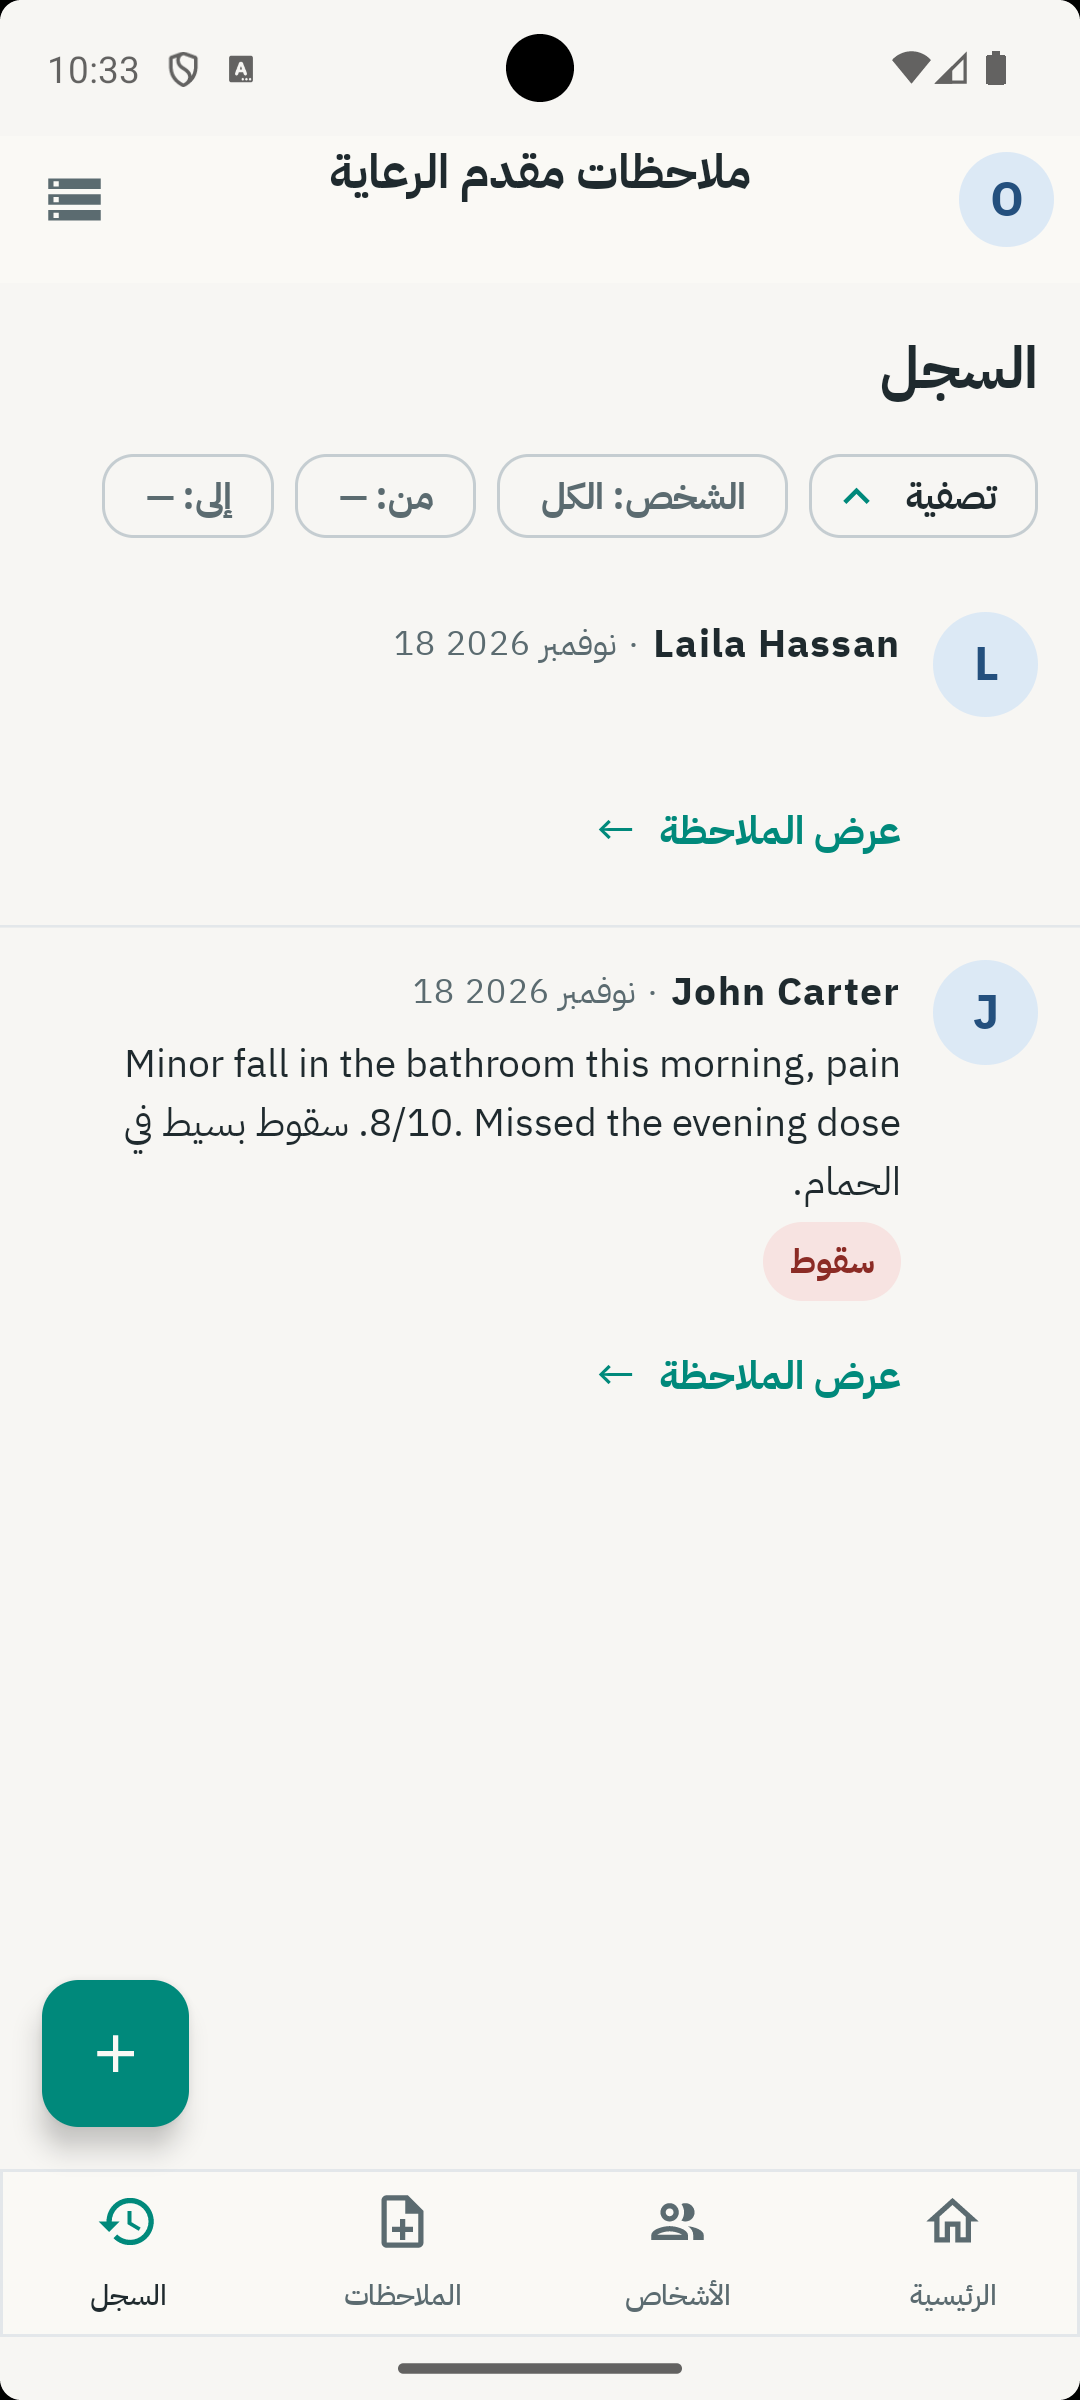 10:33
ملاحظات مقدم الرعاية
O
السجل
تصفية
الشخص: الكل
من: —
إلى: —
L
Laila Hassan · 18 نوفمبر 2026
عرض الملاحظة ←
J
John Carter · 18 نوفمبر 2026
Minor fall in the bathroom this morning, pain
8/10. Missed the evening dose. سقوط بسيط في
الحمام.
سقوط
عرض الملاحظة ←
الرئيسية
الأشخاص
الملاحظات
السجل